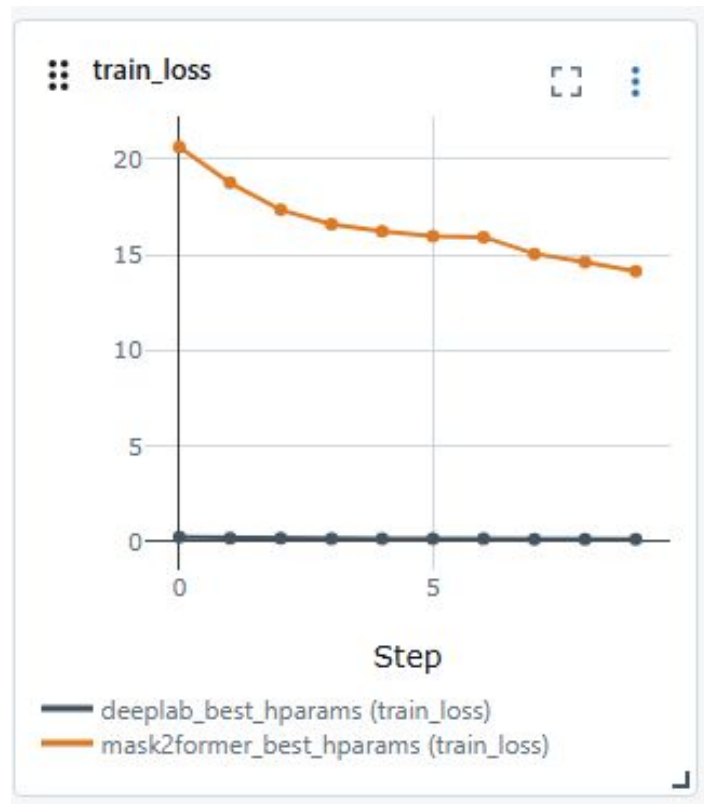 train_loss
20
15
10
5
0
0 5
Step
deeplab_best_hparams (train_loss)
mask2former_best_hparams (train_loss)